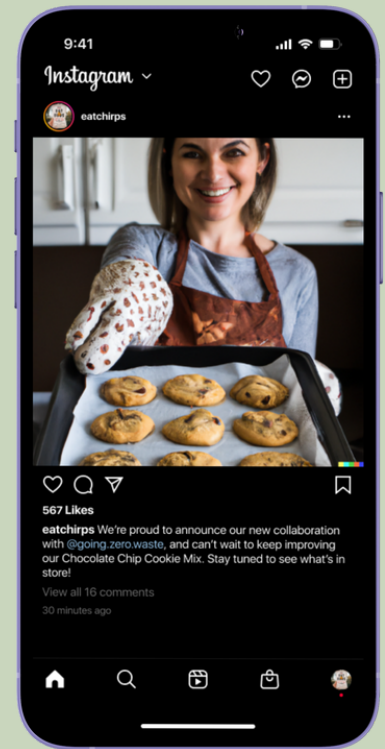 9:41
Instagram
eatchirps
567 Likes
eatchirps We're proud to announce our new collaboration
with @going.zero.waste, and can't wait to keep improving
our Chocolate Chip Cookie Mix. Stay tuned to see what's in
store!
View all 16 comments
30 minutes ago